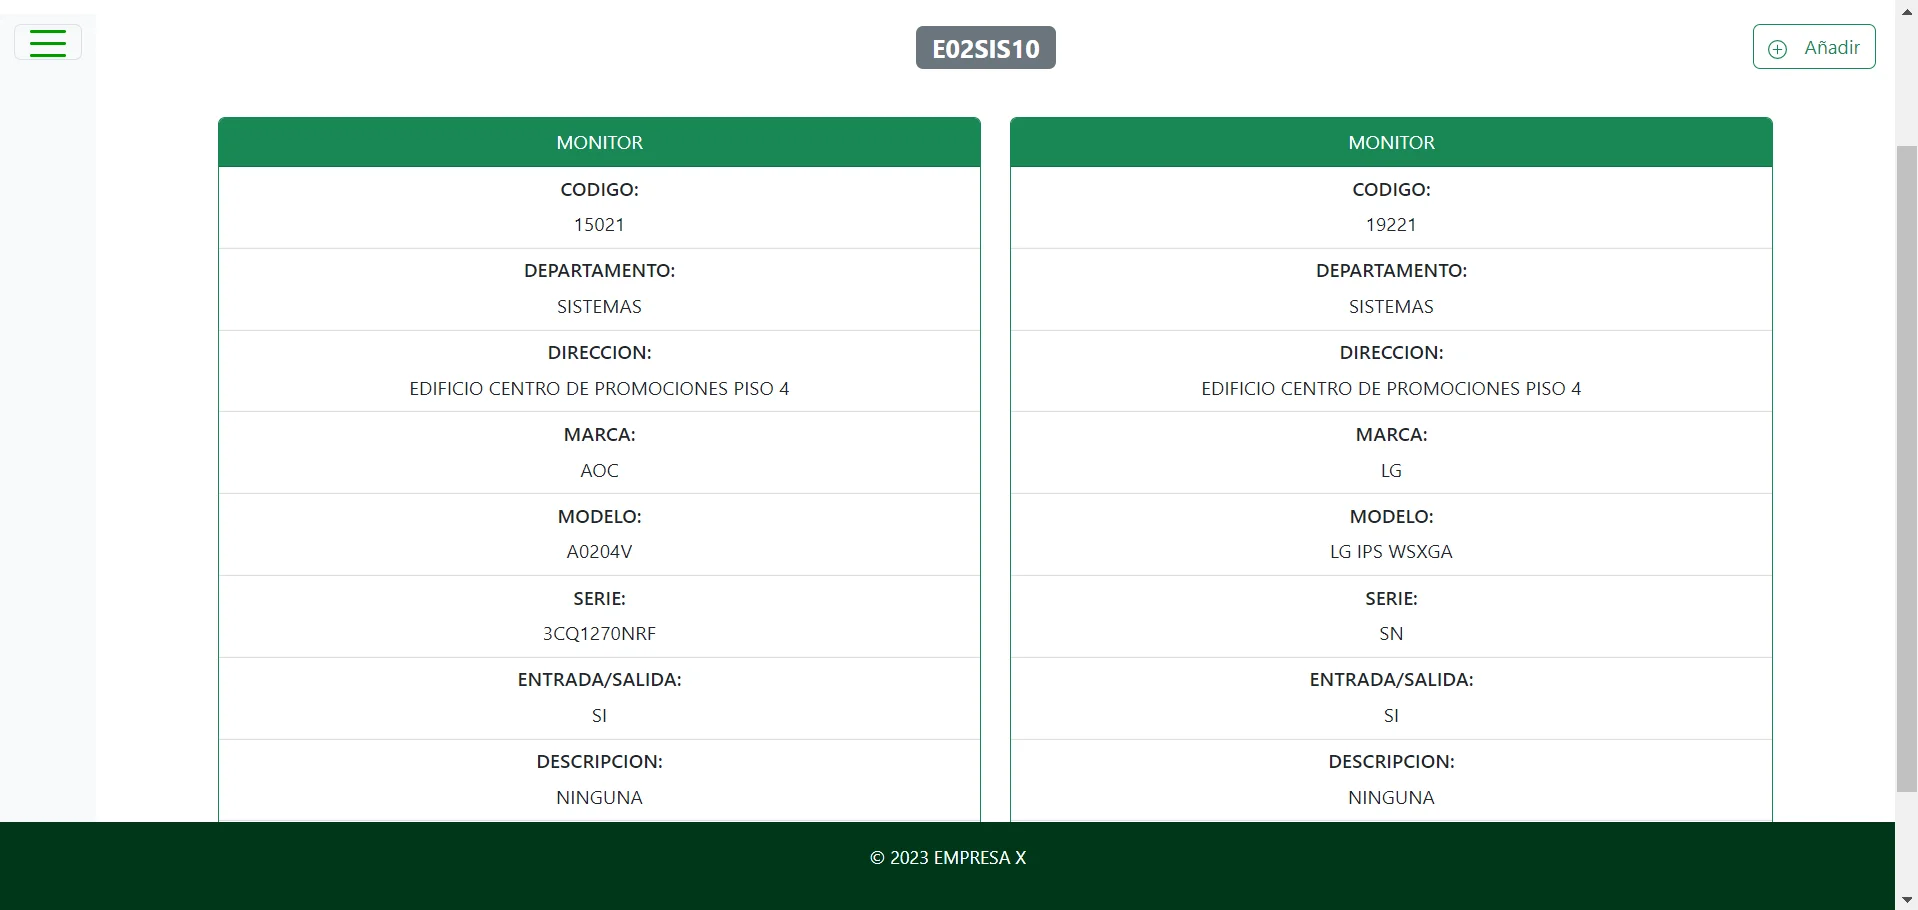 E02SIS10
Añadir
MONITOR
CODIGO:
15021
DEPARTAMENTO:
SISTEMAS
DIRECCION:
EDIFICIO CENTRO DE PROMOCIONES PISO 4
MARCA:
AOC
MODELO:
A0204V
SERIE:
3CQ1270NRF
ENTRADA/SALIDA:
SI
DESCRIPCION:
NINGUNA
MONITOR
CODIGO:
19221
DEPARTAMENTO:
SISTEMAS
DIRECCION:
EDIFICIO CENTRO DE PROMOCIONES PISO 4
MARCA:
LG
MODELO:
LG IPS WSXGA
SERIE:
SN
ENTRADA/SALIDA:
SI
DESCRIPCION:
NINGUNA
© 2023 EMPRESA X